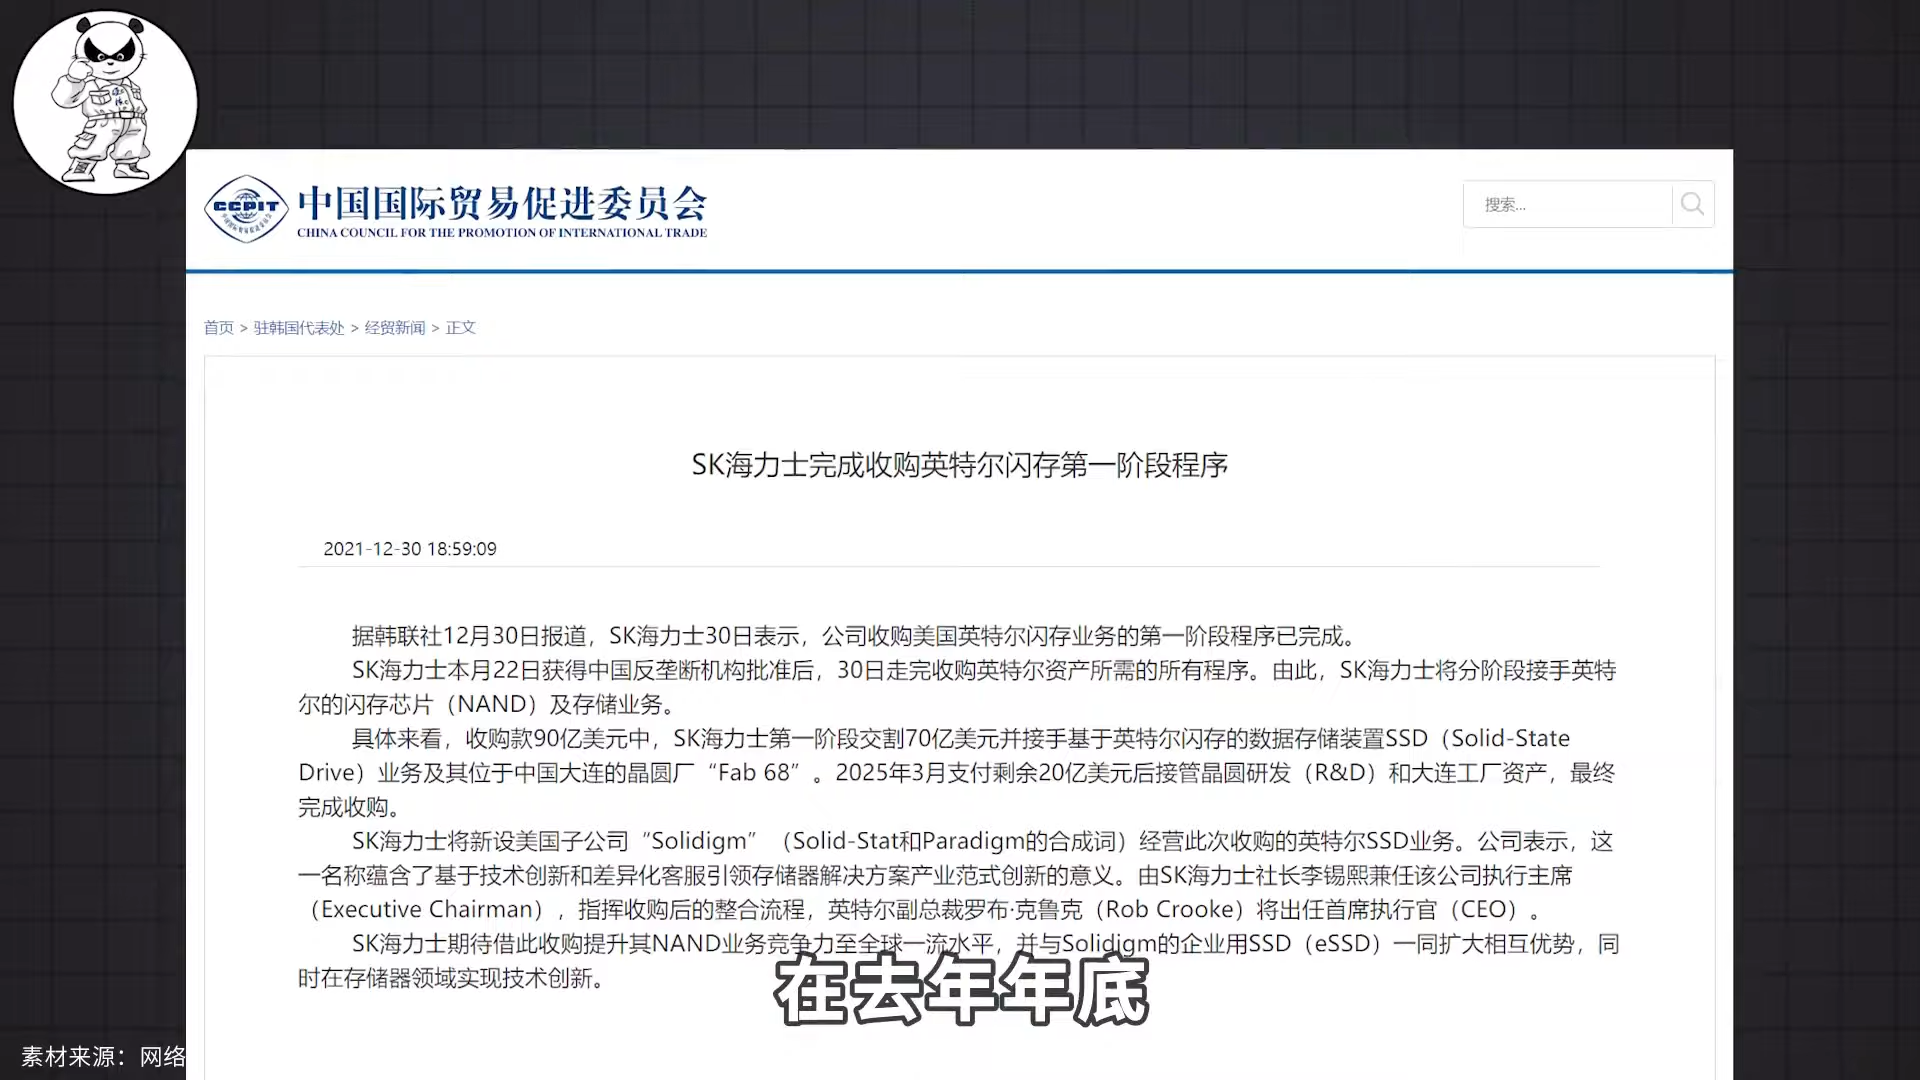 CCPIT
中国国际贸易促进委员会
CHINA COUNCIL FOR THE PROMOTION OF INTERNATIONAL TRADE
搜索...
首页 > 驻韩国代表处 > 经贸新闻 > 正文
SK海力士完成收购英特尔闪存第一阶段程序
2021-12-30 18:59:09
据韩联社12月30日报道，SK海力士30日表示，公司收购美国英特尔闪存业务的第一阶段程序已完成。
SK海力士本月22日获得中国反垄断机构批准后，30日走完收购英特尔资产所需的所有程序。由此，SK海力士将分阶段接手英特
尔的闪存芯片（NAND）及存储业务。
具体来看，收购款90亿美元中，SK海力士第一阶段交割70亿美元并接手基于英特尔闪存的数据存储装置SSD（Solid-State
Drive）业务及其位于中国大连的晶圆厂“Fab 68”。2025年3月支付剩余20亿美元后接管晶圆研发（R&D）和大连工厂资产，最终
完成收购。
SK海力士将新设美国子公司“Solidigm”（Solid-Stat和Paradigm的合成词）经营此次收购的英特尔SSD业务。公司表示，这
一名称蕴含了基于技术创新和差异化客服引领存储器解决方案产业范式创新的意义。由SK海力士社长李锡熙兼任该公司执行主席
（Executive Chairman），指挥收购后的整合流程，英特尔副总裁罗布·克鲁克（Rob Crooke）将出任首席执行官（CEO）。
SK海力士期待借此收购提升其NAND业务竞争力至全球一流水平，并与Solidigm的企业用SSD（eSSD）一同扩大相互优势，同
时在存储器领域实现技术创新。
在去年年底
素材来源：网络